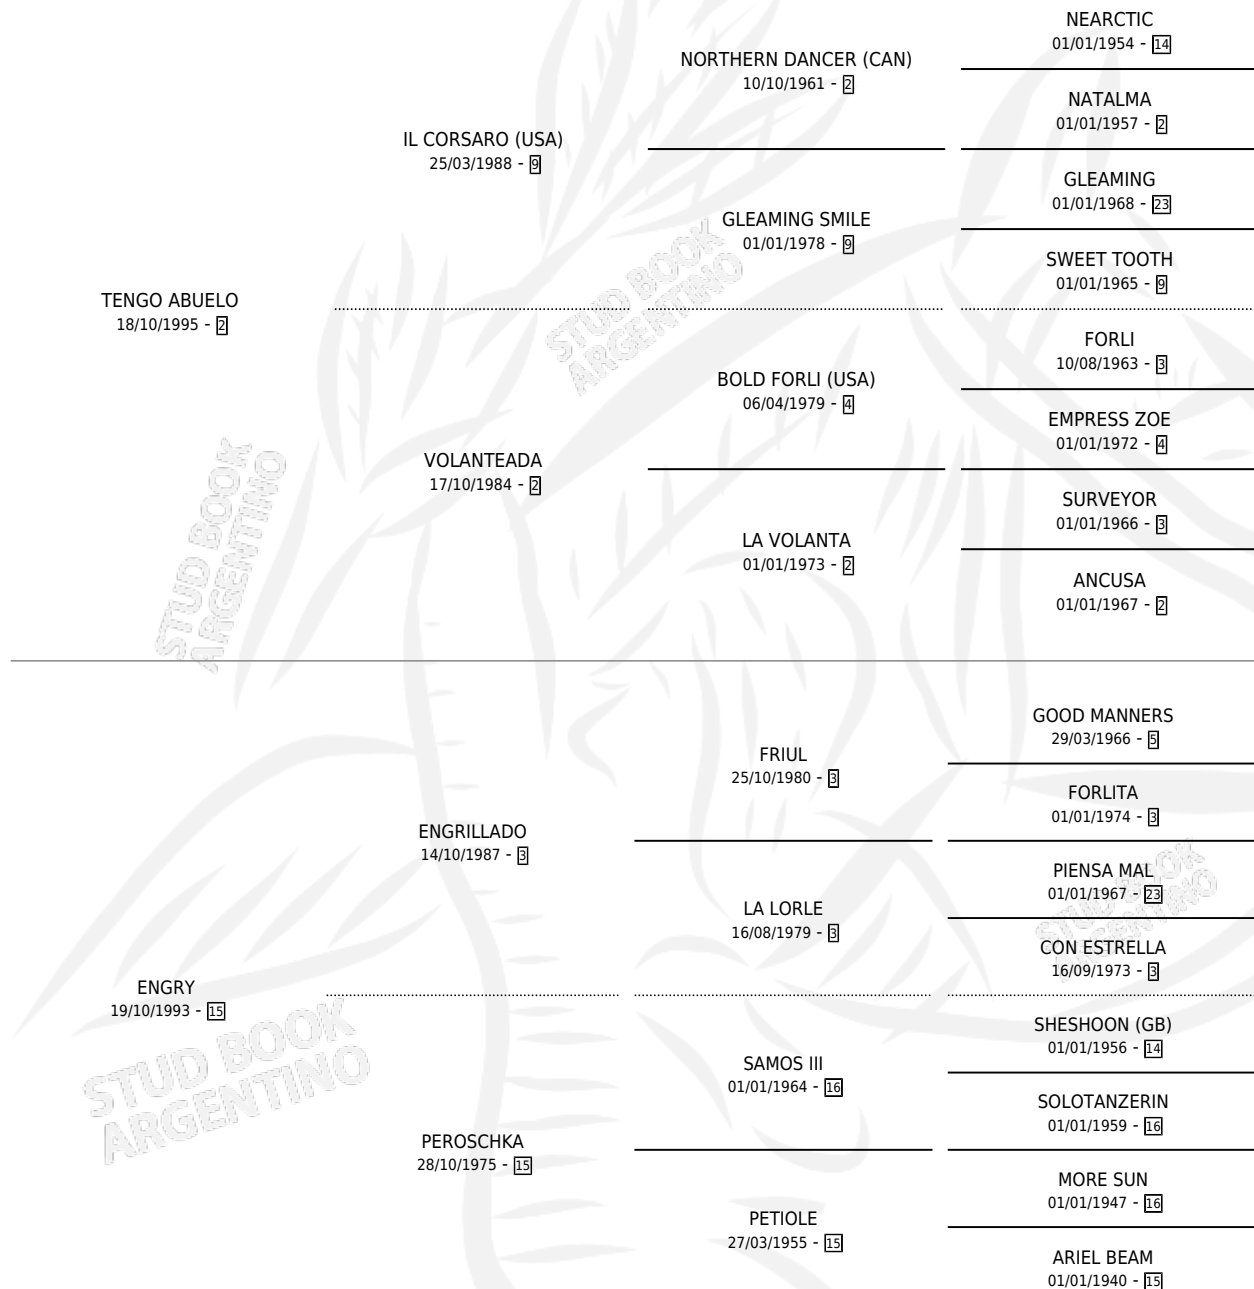 NEARCTIC
01/01/1954 - 14
NORTHERN DANCER (CAN)
10/10/1961 - 2
NATALMA
01/01/1957 - 2
IL CORSARO (USA)
25/03/1988 - 9
GLEAMING
01/01/1968 - 23
GLEAMING SMILE
01/01/1978 - 9
SWEET TOOTH
01/01/1965 - 9
TENGO ABUELO
18/10/1995 - 2
FORLI
10/08/1963 - 3
BOLD FORLI (USA)
06/04/1979 - 4
EMPRESS ZOE
01/01/1972 - 4
VOLANTEADA
17/10/1984 - 2
SURVEYOR
01/01/1966 - 3
LA VOLANTA
01/01/1973 - 2
ANCUSA
01/01/1967 - 2
STUD BOOK
ARGENTINO
STUD BOOK
ARGENTINO
GOOD MANNERS
29/03/1966 - 5
FRIUL
25/10/1980 - 3
FORLITA
01/01/1974 - 3
ENGRILLADO
14/10/1987 - 3
PIENSA MAL
01/01/1967 - 23
LA LORLE
16/08/1979 - 3
CON ESTRELLA
16/09/1973 - 3
ENGRY
19/10/1993 - 15
SHESHOON (GB)
01/01/1956 - 14
SAMOS III
01/01/1964 - 16
SOLOTANZERIN
01/01/1959 - 16
PEROSCHKA
28/10/1975 - 15
MORE SUN
01/01/1947 - 16
PETIOLE
27/03/1955 - 15
ARIEL BEAM
01/01/1940 - 15
STUD BOOK
ARGENTINO
STUD BOOK
ARGENTINO